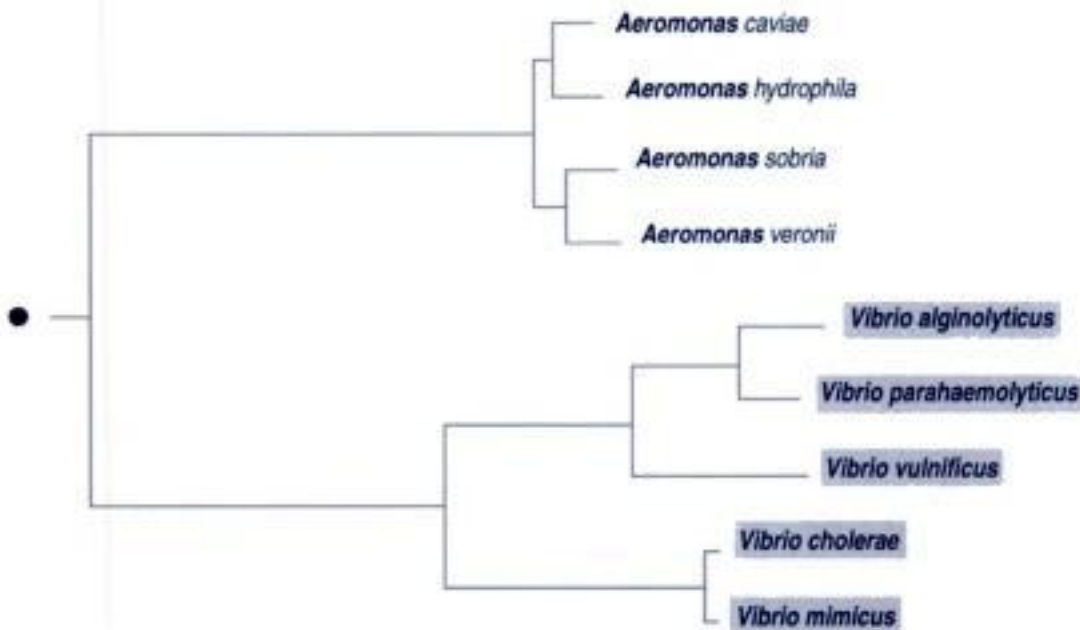 Aeromonas caviae
Aeromonas hydrophila
Aeromonas sobria
Aeromonas veronii
Vibrio alginolyticus
Vibrio parahaemolyticus
Vibrio vulnificus
Vibrio cholerae
Vibrio mimicus